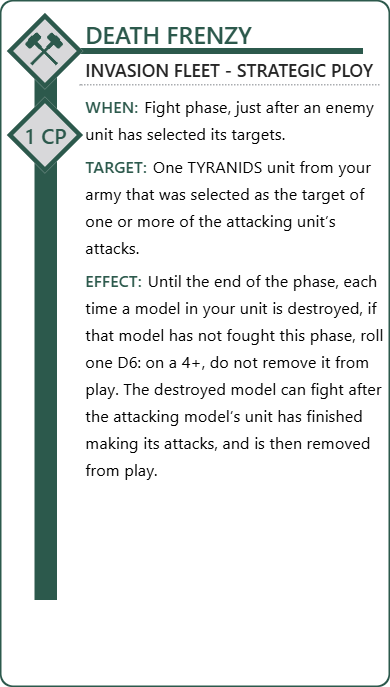 DEATH FRENZY
INVASION FLEET - STRATEGIC PLOY
1 CP
WHEN: Fight phase, just after an enemy
unit has selected its targets.
TARGET: One TYRANIDS unit from your
army that was selected as the target of
one or more of the attacking unit’s
attacks.
EFFECT: Until the end of the phase, each
time a model in your unit is destroyed, if
that model has not fought this phase, roll
one D6: on a 4+, do not remove it from
play. The destroyed model can fight after
the attacking model’s unit has finished
making its attacks, and is then removed
from play.